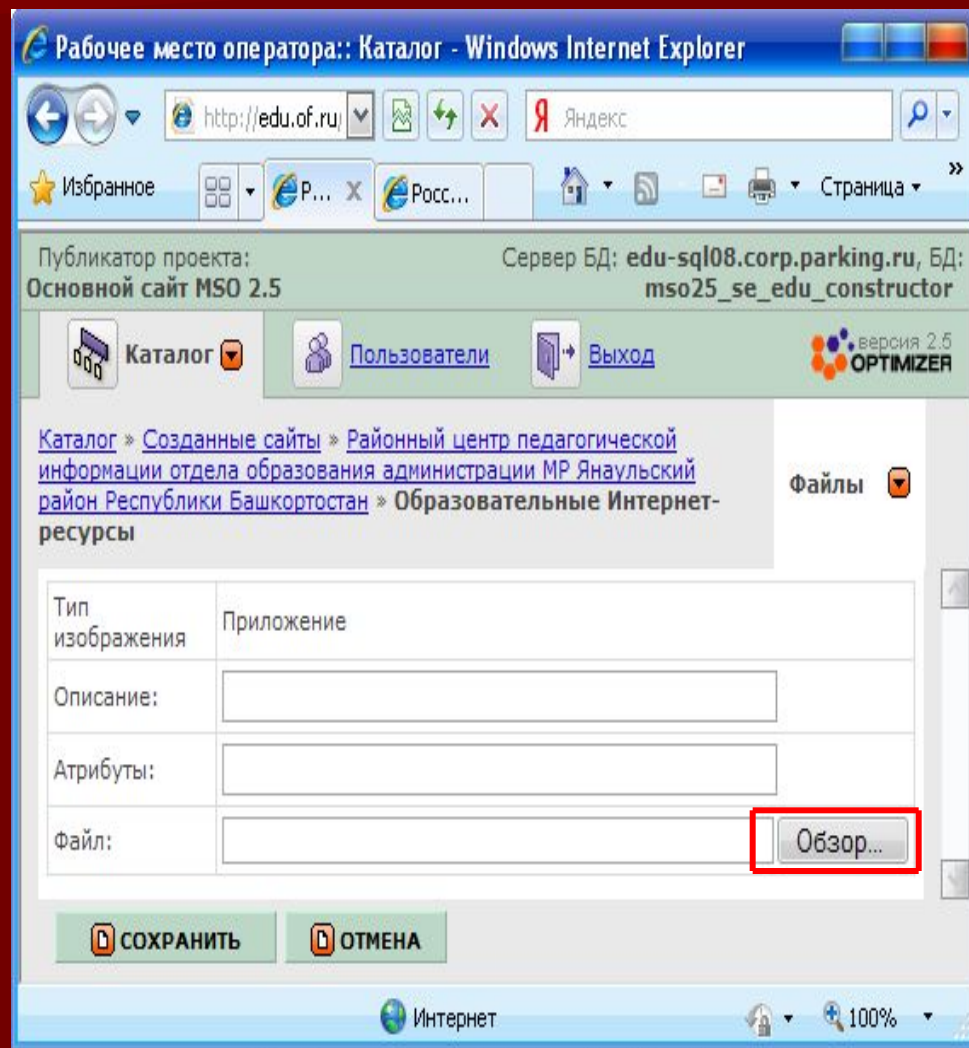 Рабочее место оператора:: Каталог - Windows Internet Explorer
http://edu.of.ru/
Яндекс
Избранное
Р... X
Росс...
Страница
»
Публикатор проекта:
Основной сайт MSO 2.5
Сервер БД: edu-sql08.corp.parking.ru, БД:
mso25_se_edu_constructor
Каталог
Пользователи
Выход
версия 2.5
OPTIMIZER
Каталог » Созданные сайты » Районный центр педагогической
информации отдела образования администрации МР Янаульский
район Республики Башкортостан » Образовательные Интернет-
ресурсы
Файлы
Тип
изображения
Приложение
Описание:
Атрибуты:
Файл:
Обзор...
СОХРАНИТЬ
ОТМЕНА
Интернет
100%